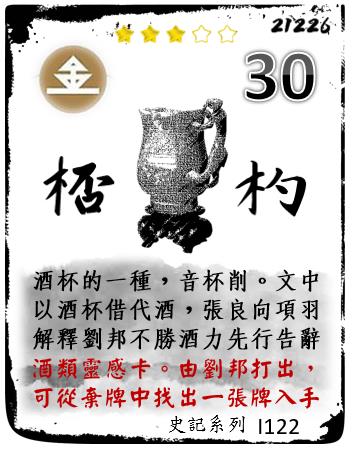 21226
金
30
桮 杓
酒杯的一種，音杯削。文中
以酒杯借代酒，張良向項羽
解釋劉邦不勝酒力先行告辭
酒類靈感卡。由劉邦打出，
可從棄牌中找出一張牌入手
史記系列 I122